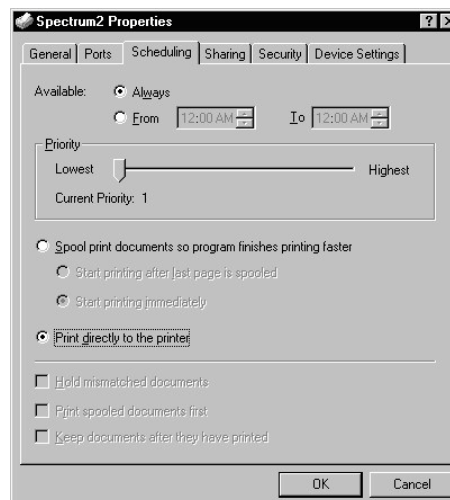 Spectrum2 Properties
General Ports Scheduling Sharing Security Device Settings
Available: Always
From 12:00 AM To 12:00 AM
Priority
Lowest Highest
Current Priority: 1
Spool print documents so program finishes printing faster
Start printing after last page is spooled
Start printing immediately
Print directly to the printer
Hold mismatched documents
Print spooled documents first
Keep documents after they have printed
OK Cancel